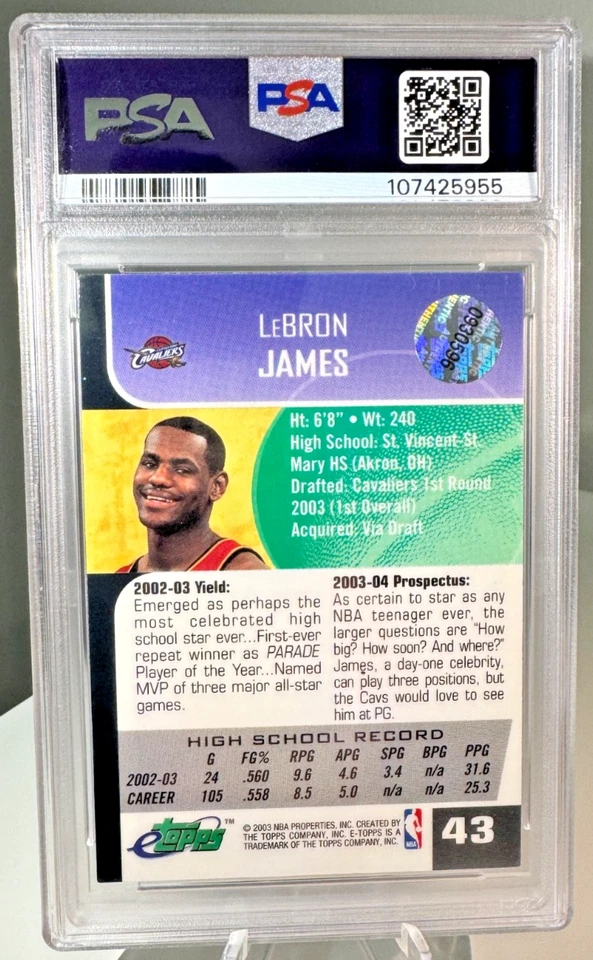 PSA PSA
107425955
LeBRON
JAMES
CAVALIERS
0930596
Ht: 6'8" • Wt: 240
High School: St. Vincent-St.
Mary HS (Akron, OH)
Drafted: Cavaliers 1st Round
2003 (1st Overall)
Acquired: Via Draft
2002-03 Yield:
Emerged as perhaps the
most celebrated high
school star ever...First-ever
repeat winner as PARADE
Player of the Year...Named
MVP of three major all-star
games.
2003-04 Prospectus:
As certain to star as any
NBA teenager ever, the
larger questions are "How
big? How soon? And where?"
James, a day-one celebrity,
can play three positions, but
the Cavs would love to see
him at PG.
HIGH SCHOOL RECORD
G FG% RPG APG SPG BPG PPG
2002-03 24 .560 9.6 4.6 3.4 n/a 31.6
CAREER 105 .558 8.5 5.0 n/a n/a 25.3
eTopps™
© 2003 NBA PROPERTIES, INC. CREATED BY
THE TOPPS COMPANY, INC. E-TOPPS IS A
TRADEMARK OF THE TOPPS COMPANY, INC.
NBA
43